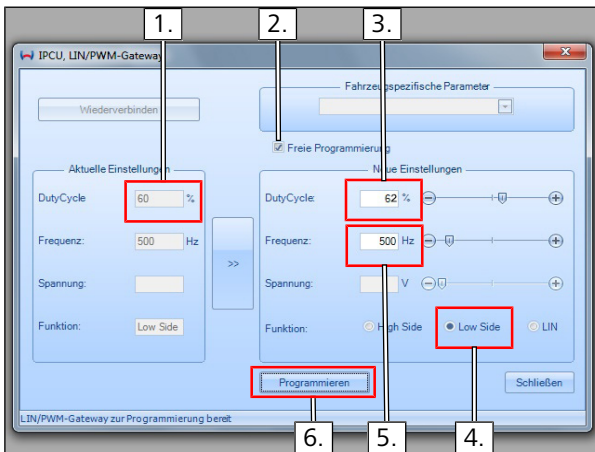 1. 2. 3.
IPCU, LIN/PWM-Gateway
Wiederverbinden
Fahrzeugspezifische Parameter
Freie Programmierung
Aktuelle Einstellungen
DutyCycle 60 %
Frequenz: 500 Hz
Spannung:
Funktion: Low Side
>>
Neue Einstellungen
DutyCycle: 62 %
Frequenz: 500 Hz
Spannung: V
Funktion: High Side Low Side LIN
Programmieren Schließen
LIN/PWM-Gateway zur Programmierung bereit
6. 5. 4.